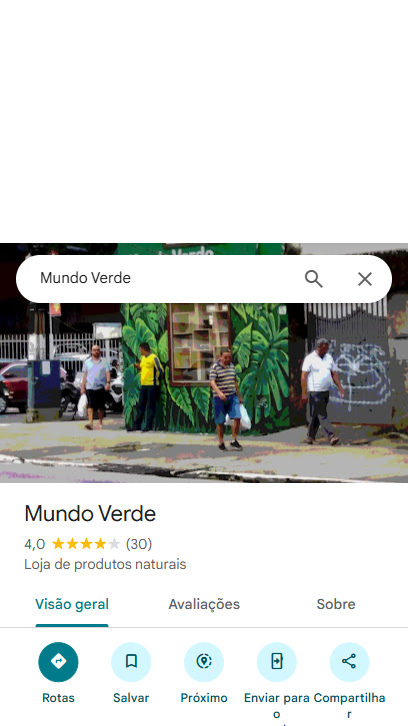 Mundo Verde
Mundo Verde
4,0 (30)
Loja de produtos naturais
Visão geral
Avaliações
Sobre
Rotas
Salvar
Próximo
Enviar para
o
Compartilha
r